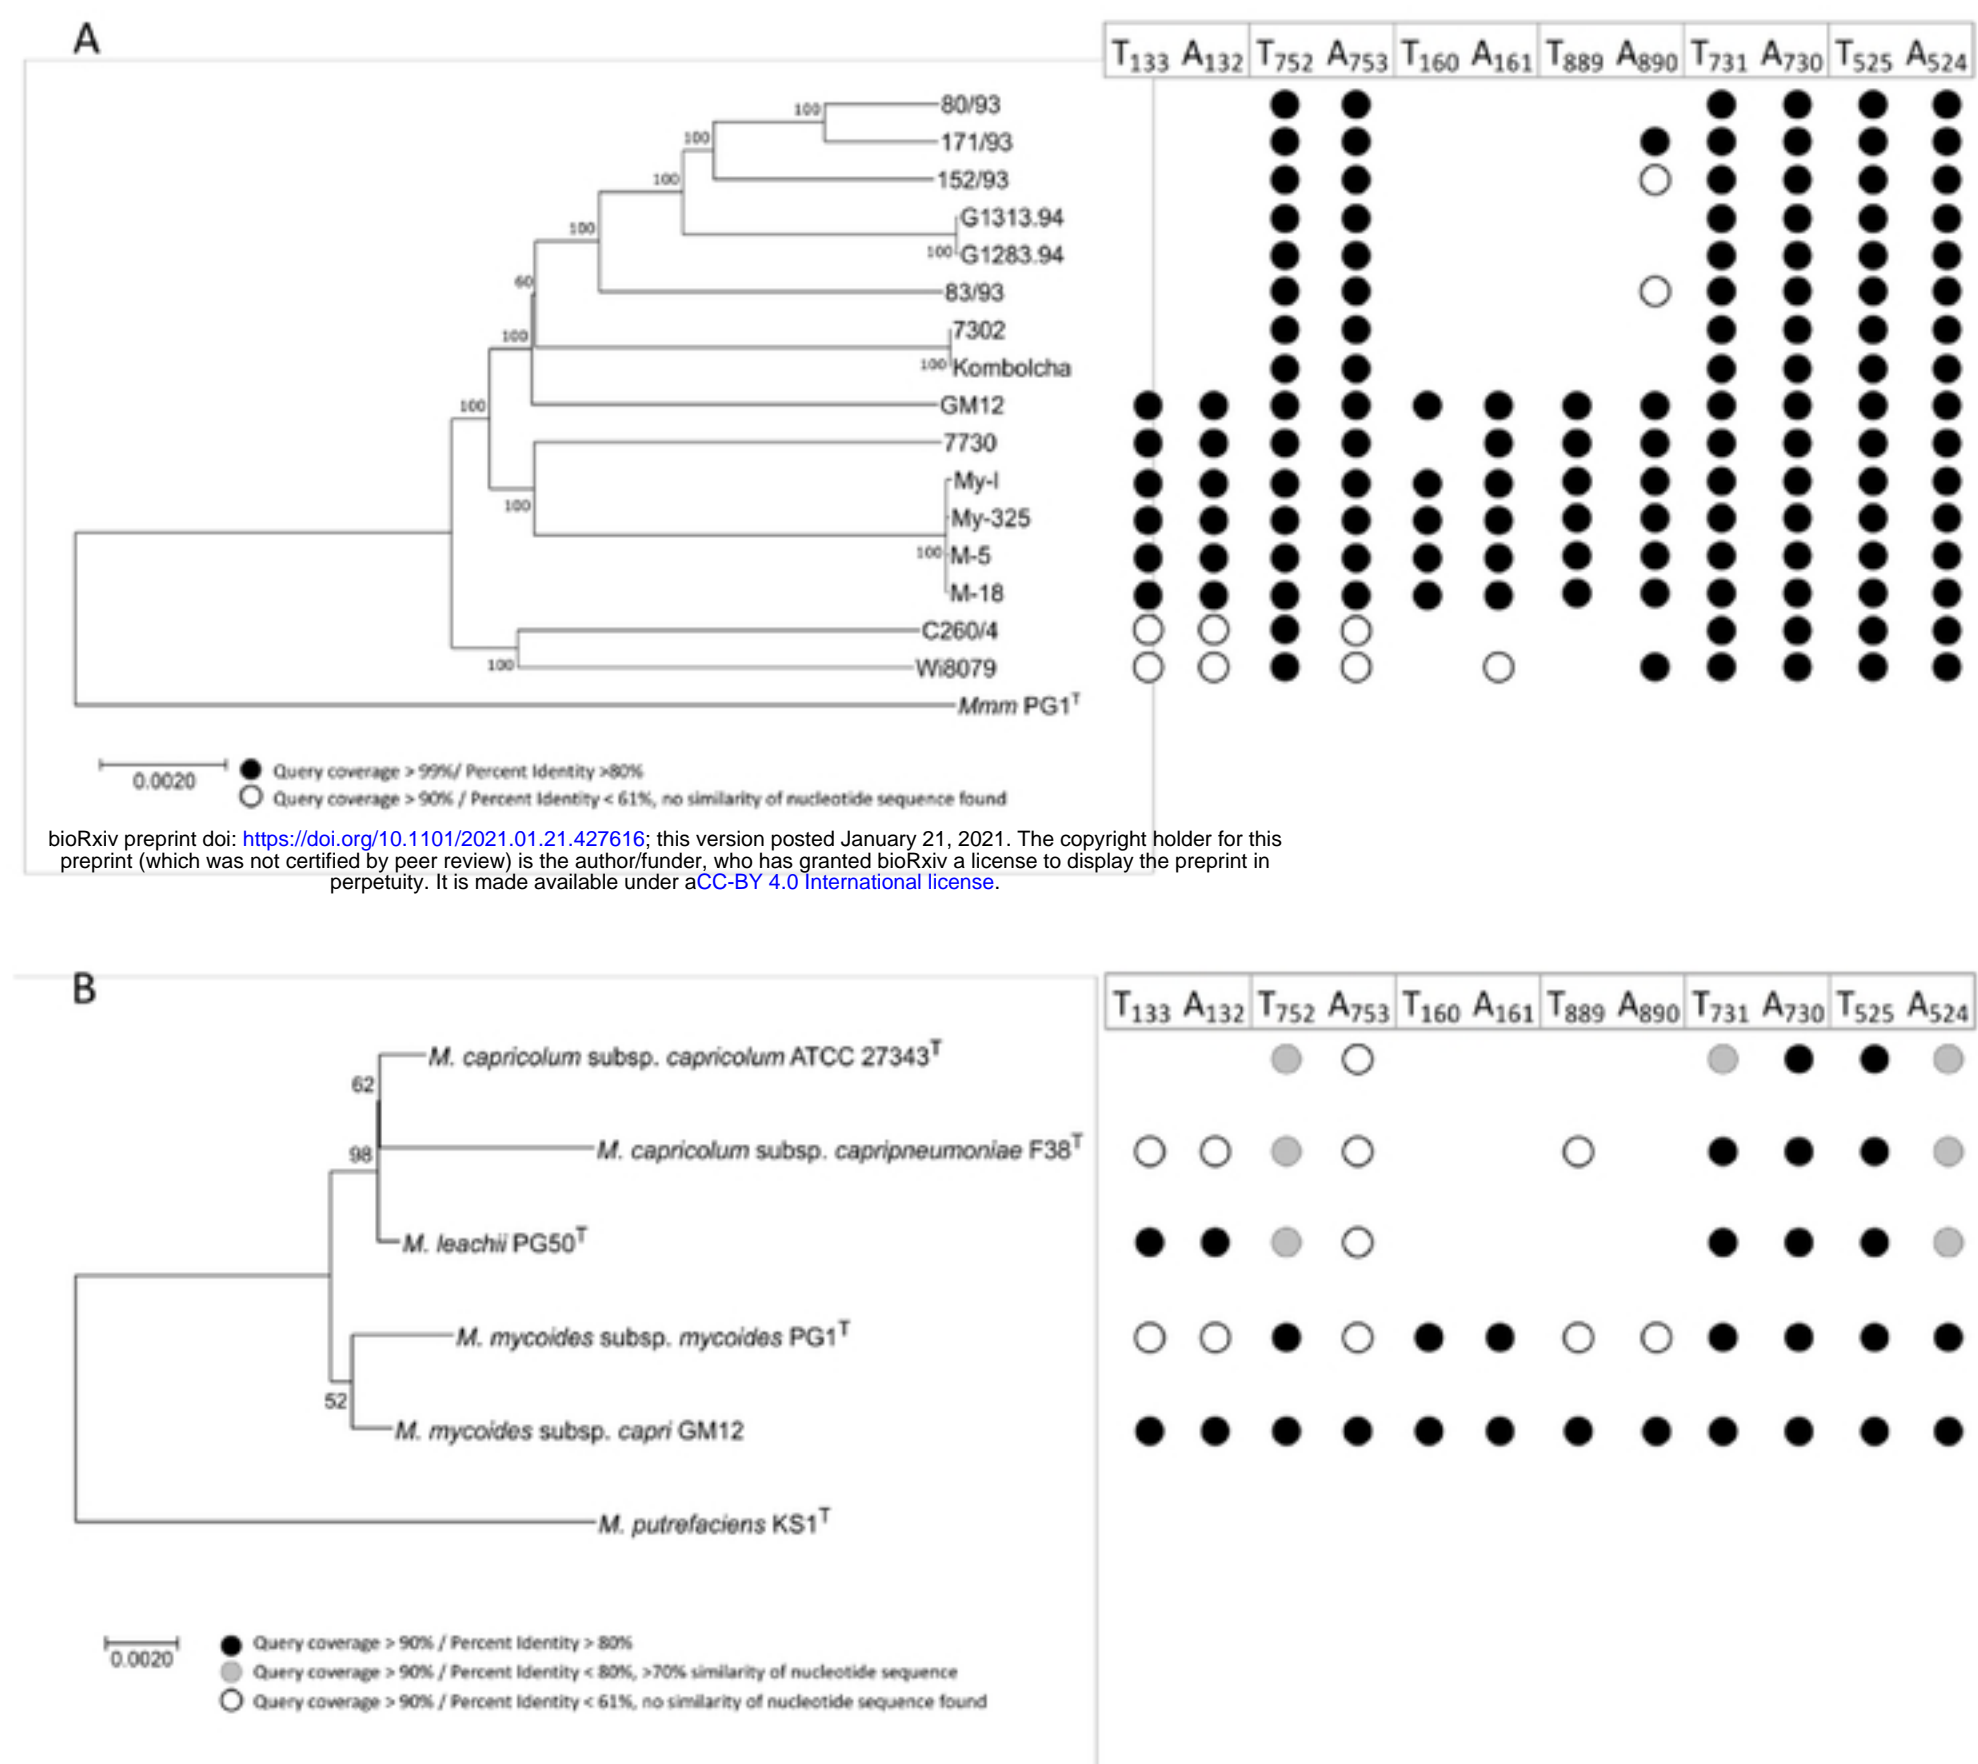 A
T133 A132 T752 A753 T160 A161 T889 A890 T731 A730 T525 A524
100 80/93
100 171/93
100 152/93
G1313.94
100 100 G1283.94
60 83/93
100 7302
100 Kombolcha
100 GM12
7730
My-I
100 My-325
100 M-5
M-18
C260/4
100 Wi8079
Mmm PG1T
0.0020
Query coverage > 99%/ Percent Identity >80%
Query coverage > 90% / Percent Identity < 61%, no similarity of nucleotide sequence found
bioRxiv preprint doi: https://doi.org/10.1101/2021.01.21.427616; this version posted January 21, 2021. The copyright holder for this
preprint (which was not certified by peer review) is the author/funder, who has granted bioRxiv a license to display the preprint in
perpetuity. It is made available under aCC-BY 4.0 International license.
B
T133 A132 T752 A753 T160 A161 T889 A890 T731 A730 T525 A524
M. capricolum subsp. capricolum ATCC 27343T
62
98 M. capricolum subsp. capripneumoniae F38T
M. leachii PG50T
M. mycoides subsp. mycoides PG1T
52
M. mycoides subsp. capri GM12
M. putrefaciens KS1T
0.0020
Query coverage > 90% / Percent Identity > 80%
Query coverage > 90% / Percent Identity < 80%, >70% similarity of nucleotide sequence
Query coverage > 90% / Percent Identity < 61%, no similarity of nucleotide sequence found